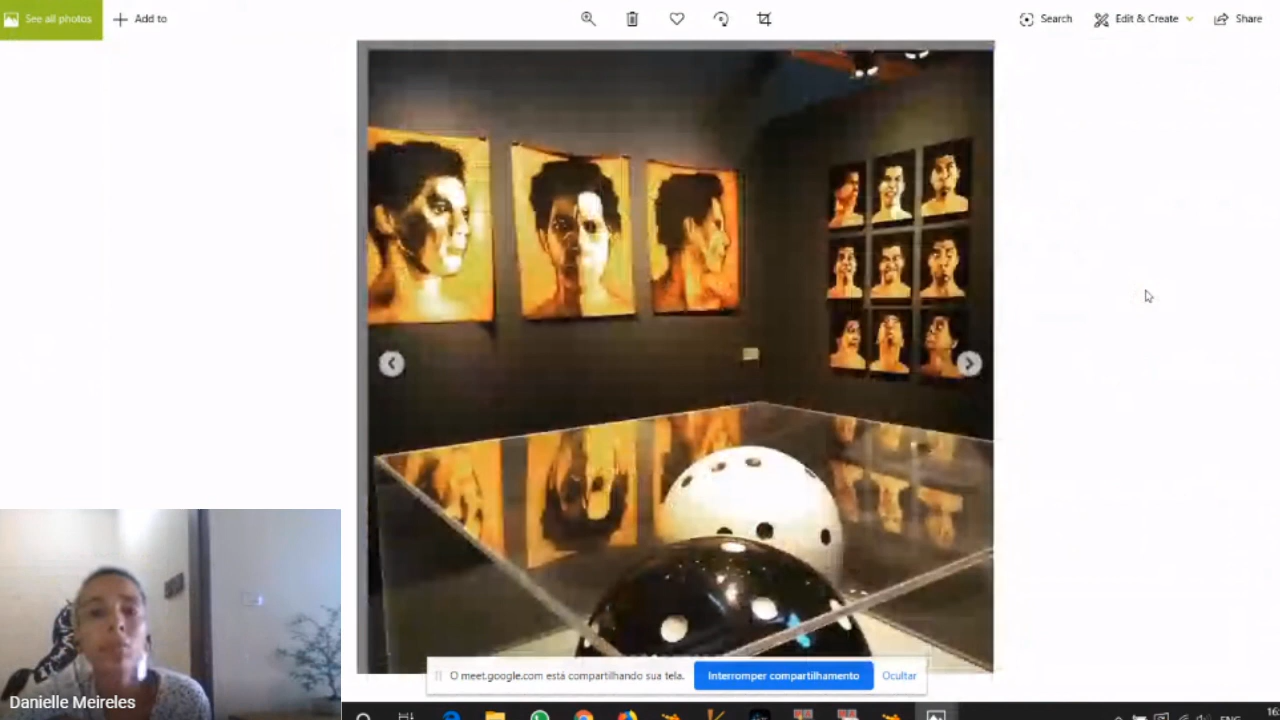 See all photos
Add to
Search
Edit & Create
Share
O meet.google.com está compartilhando sua tela.
Interromper compartilhamento
Ocultar
Danielle Meireles